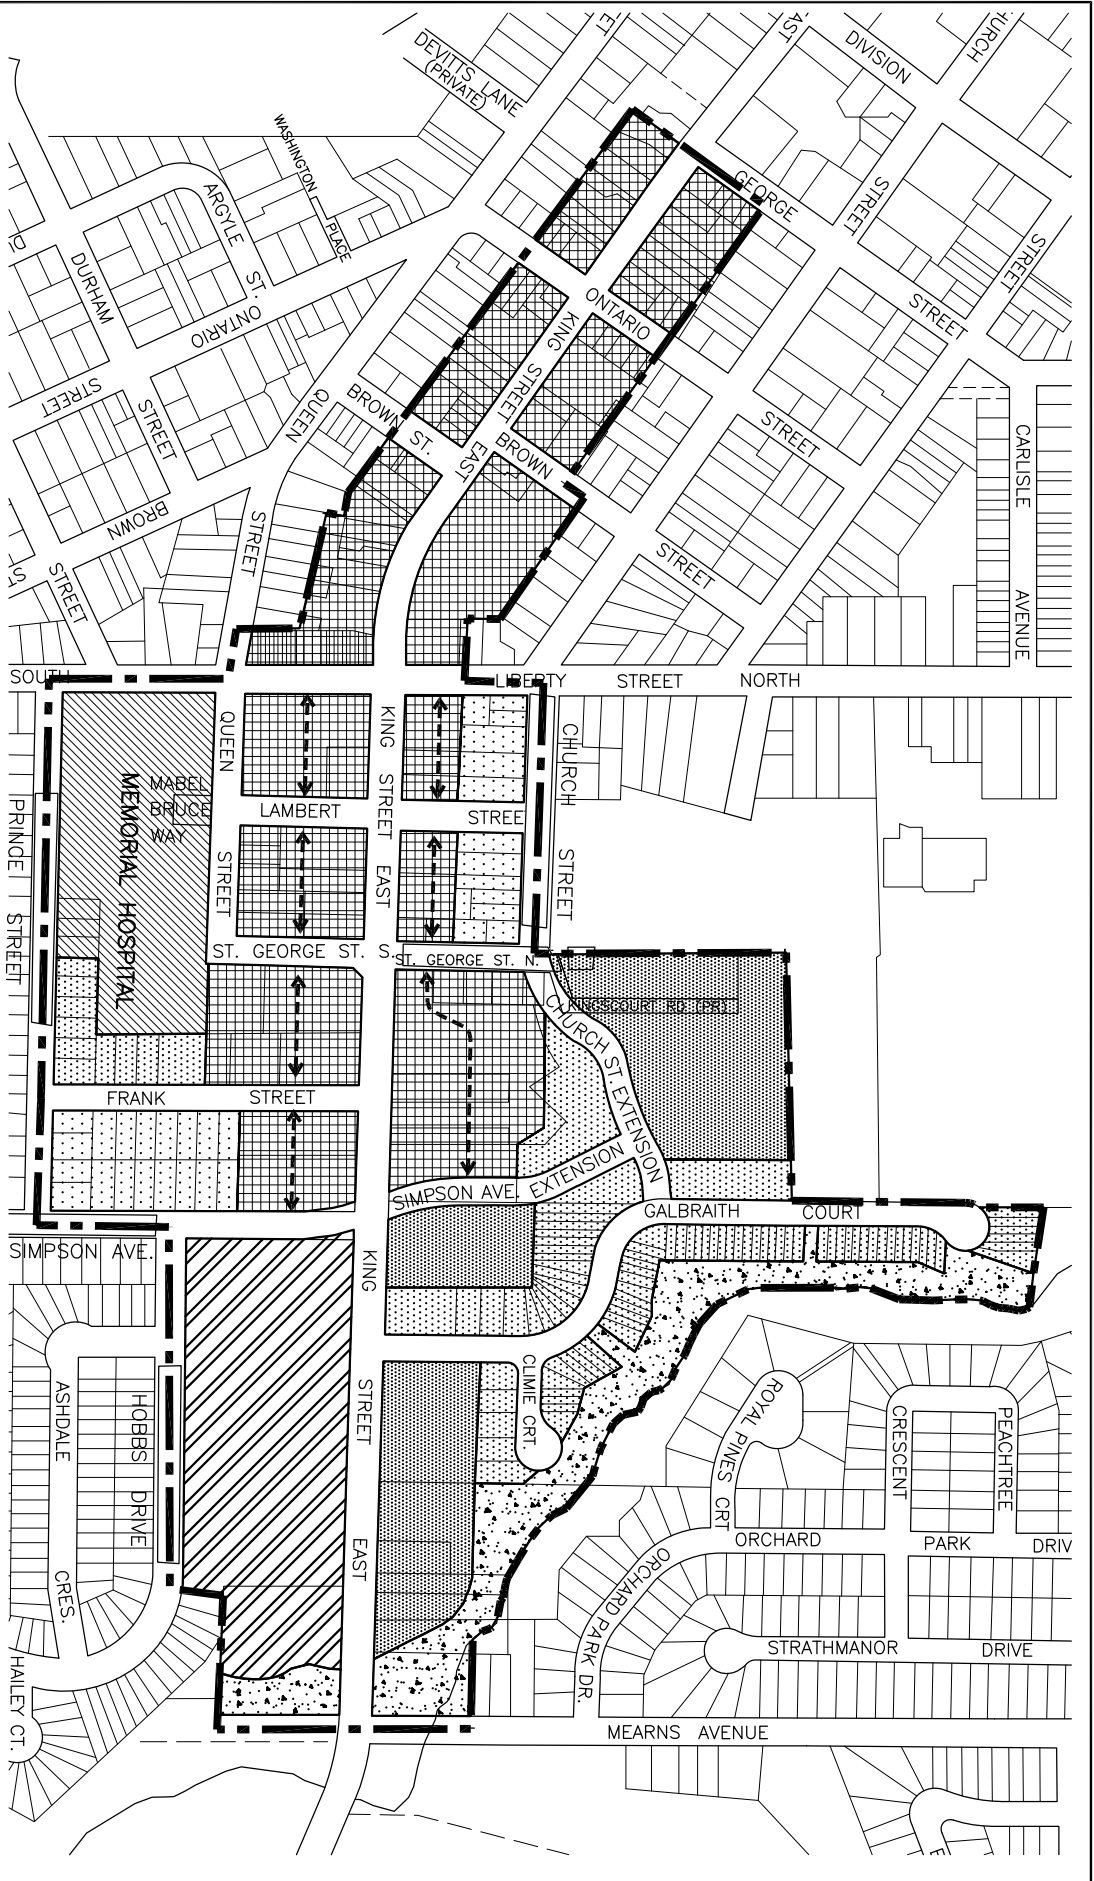 DIVISION
DEVITTS LANE
(PRIVATE)
WASHINGTON
PLACE
ARGYLE
ST.
DURHAM
STREET
ONTARIO
STREET
BROWN
STREET
QUEEN
STREET
BROWN
ST.
GEORGE
STREET
ONTARIO
STREET
BROWN
STREET
KING
STREET
EAST
STREET
STREET
CARLISLE
AVENUE
SOUTH
LIBERTY
STREET
NORTH
QUEEN
STREET
KING
STREET
EAST
CHURCH
STREET
MABEL
BRUCE
WAY
MEMORIAL HOSPITAL
LAMBERT
STREE
PRINCE
STREET
ST. GEORGE ST. S.
ST. GEORGE ST. N.
KINGSCOURT RD (PR)
CHURCH ST EXTENSION
FRANK
STREET
SIMPSON AVE. EXTENSION
GALBRAITH
COURT
SIMPSON AVE.
KING
STREET
EAST
CLIMIE CRT.
ASHDALE
CRES.
HOBBS
DRIVE
HAILEY CT.
ROYAL PINES CRT
CRESCENT
PEACHTREE
ORCHARD
PARK
DRIV
ORCHARD PARK DR.
STRATHMANOR
DRIVE
MEARNS AVENUE